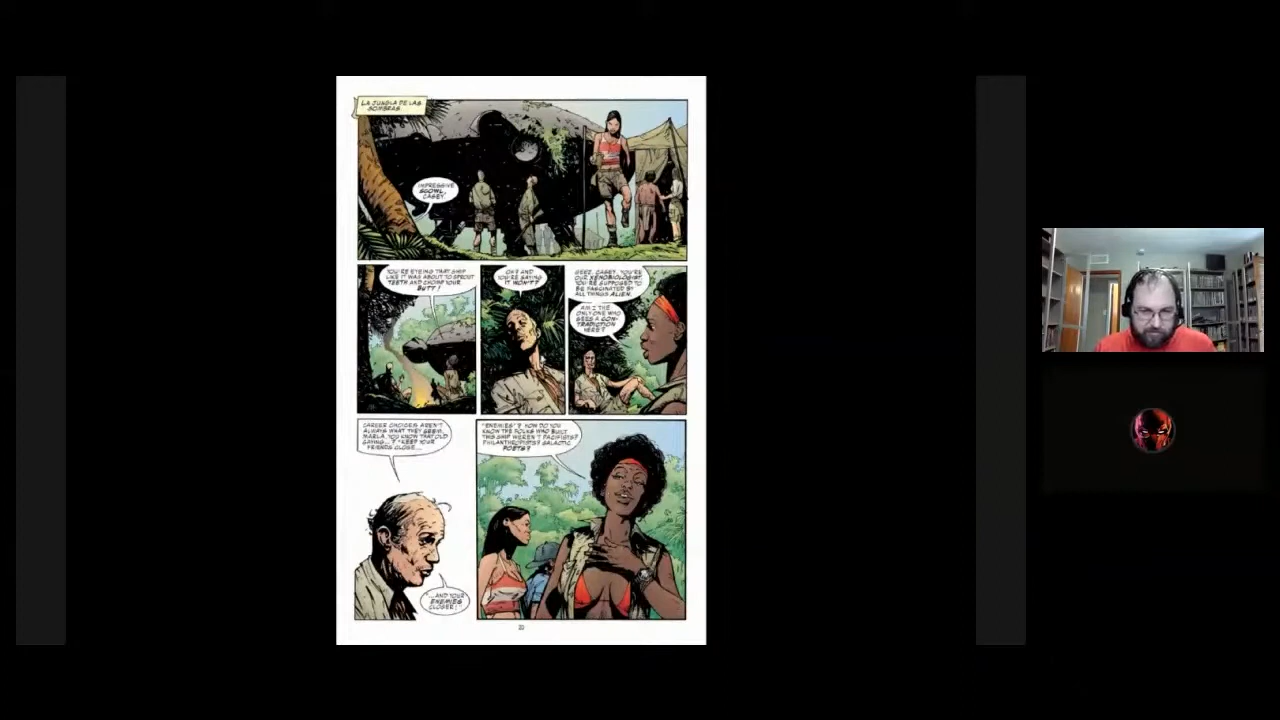 LA JUNGLA DE LAS
SOMBRAS.
IMPRESSIVE
SCOWL,
CASEY.
YOU'RE EYEING THAT SHIP
LIKE IT WAS ABOUT TO SPROUT
TEETH AND CHOMP YOUR
BUTT!
OH? AND
YOU'RE SAYING
IT WON'T?
GEEZ, CASEY, YOU'RE
OUR XENOBIOLOGIST.
YOU'RE SUPPOSED TO
BE FASCINATED BY
ALL THINGS ALIEN.
AM I THE
ONLY ONE WHO
SEES A CON-
TRADICTION
HERE?
CAREER CHOICES AREN'T
ALWAYS WHAT THEY SEEM,
MARLA. YOU KNOW THAT OLD
SAYING...? "KEEP YOUR
FRIENDS CLOSE...
"...AND YOUR
ENEMIES
CLOSER."
"ENEMIES"? HOW DO YOU
KNOW THE FOLKS WHO BUILT
THIS SHIP WEREN'T PACIFISTS?
PHILANTHROPISTS? GALACTIC
POETS?